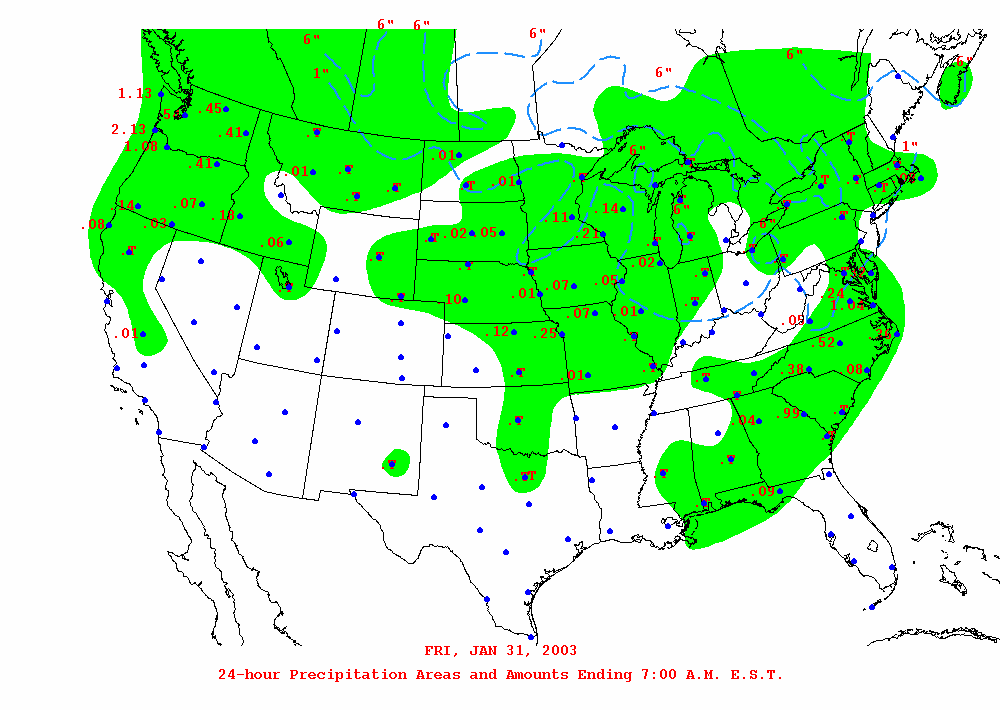 6" 6"
6" 6"
6"
1" 6" 6"
1.13
.45
2.13 .41 T T
1.08 .41 .01 6" 1"
.01 T T .01 T
T T T T
.14 .07 .18 .11 .14 6" T T
.08 .03 T .02 .05 .21 T T 6"
T .06 T T .02 T T
T T T .07 .05 T
T .10 .01 .01 T .24
.07 .05 1.04
.01 .12 .25 T .52
T .01 T T .38 .08
T T .04 .99 T
T T T T
T T .09
T
FRI, JAN 31, 2003
24-hour Precipitation Areas and Amounts Ending 7:00 A.M. E.S.T.